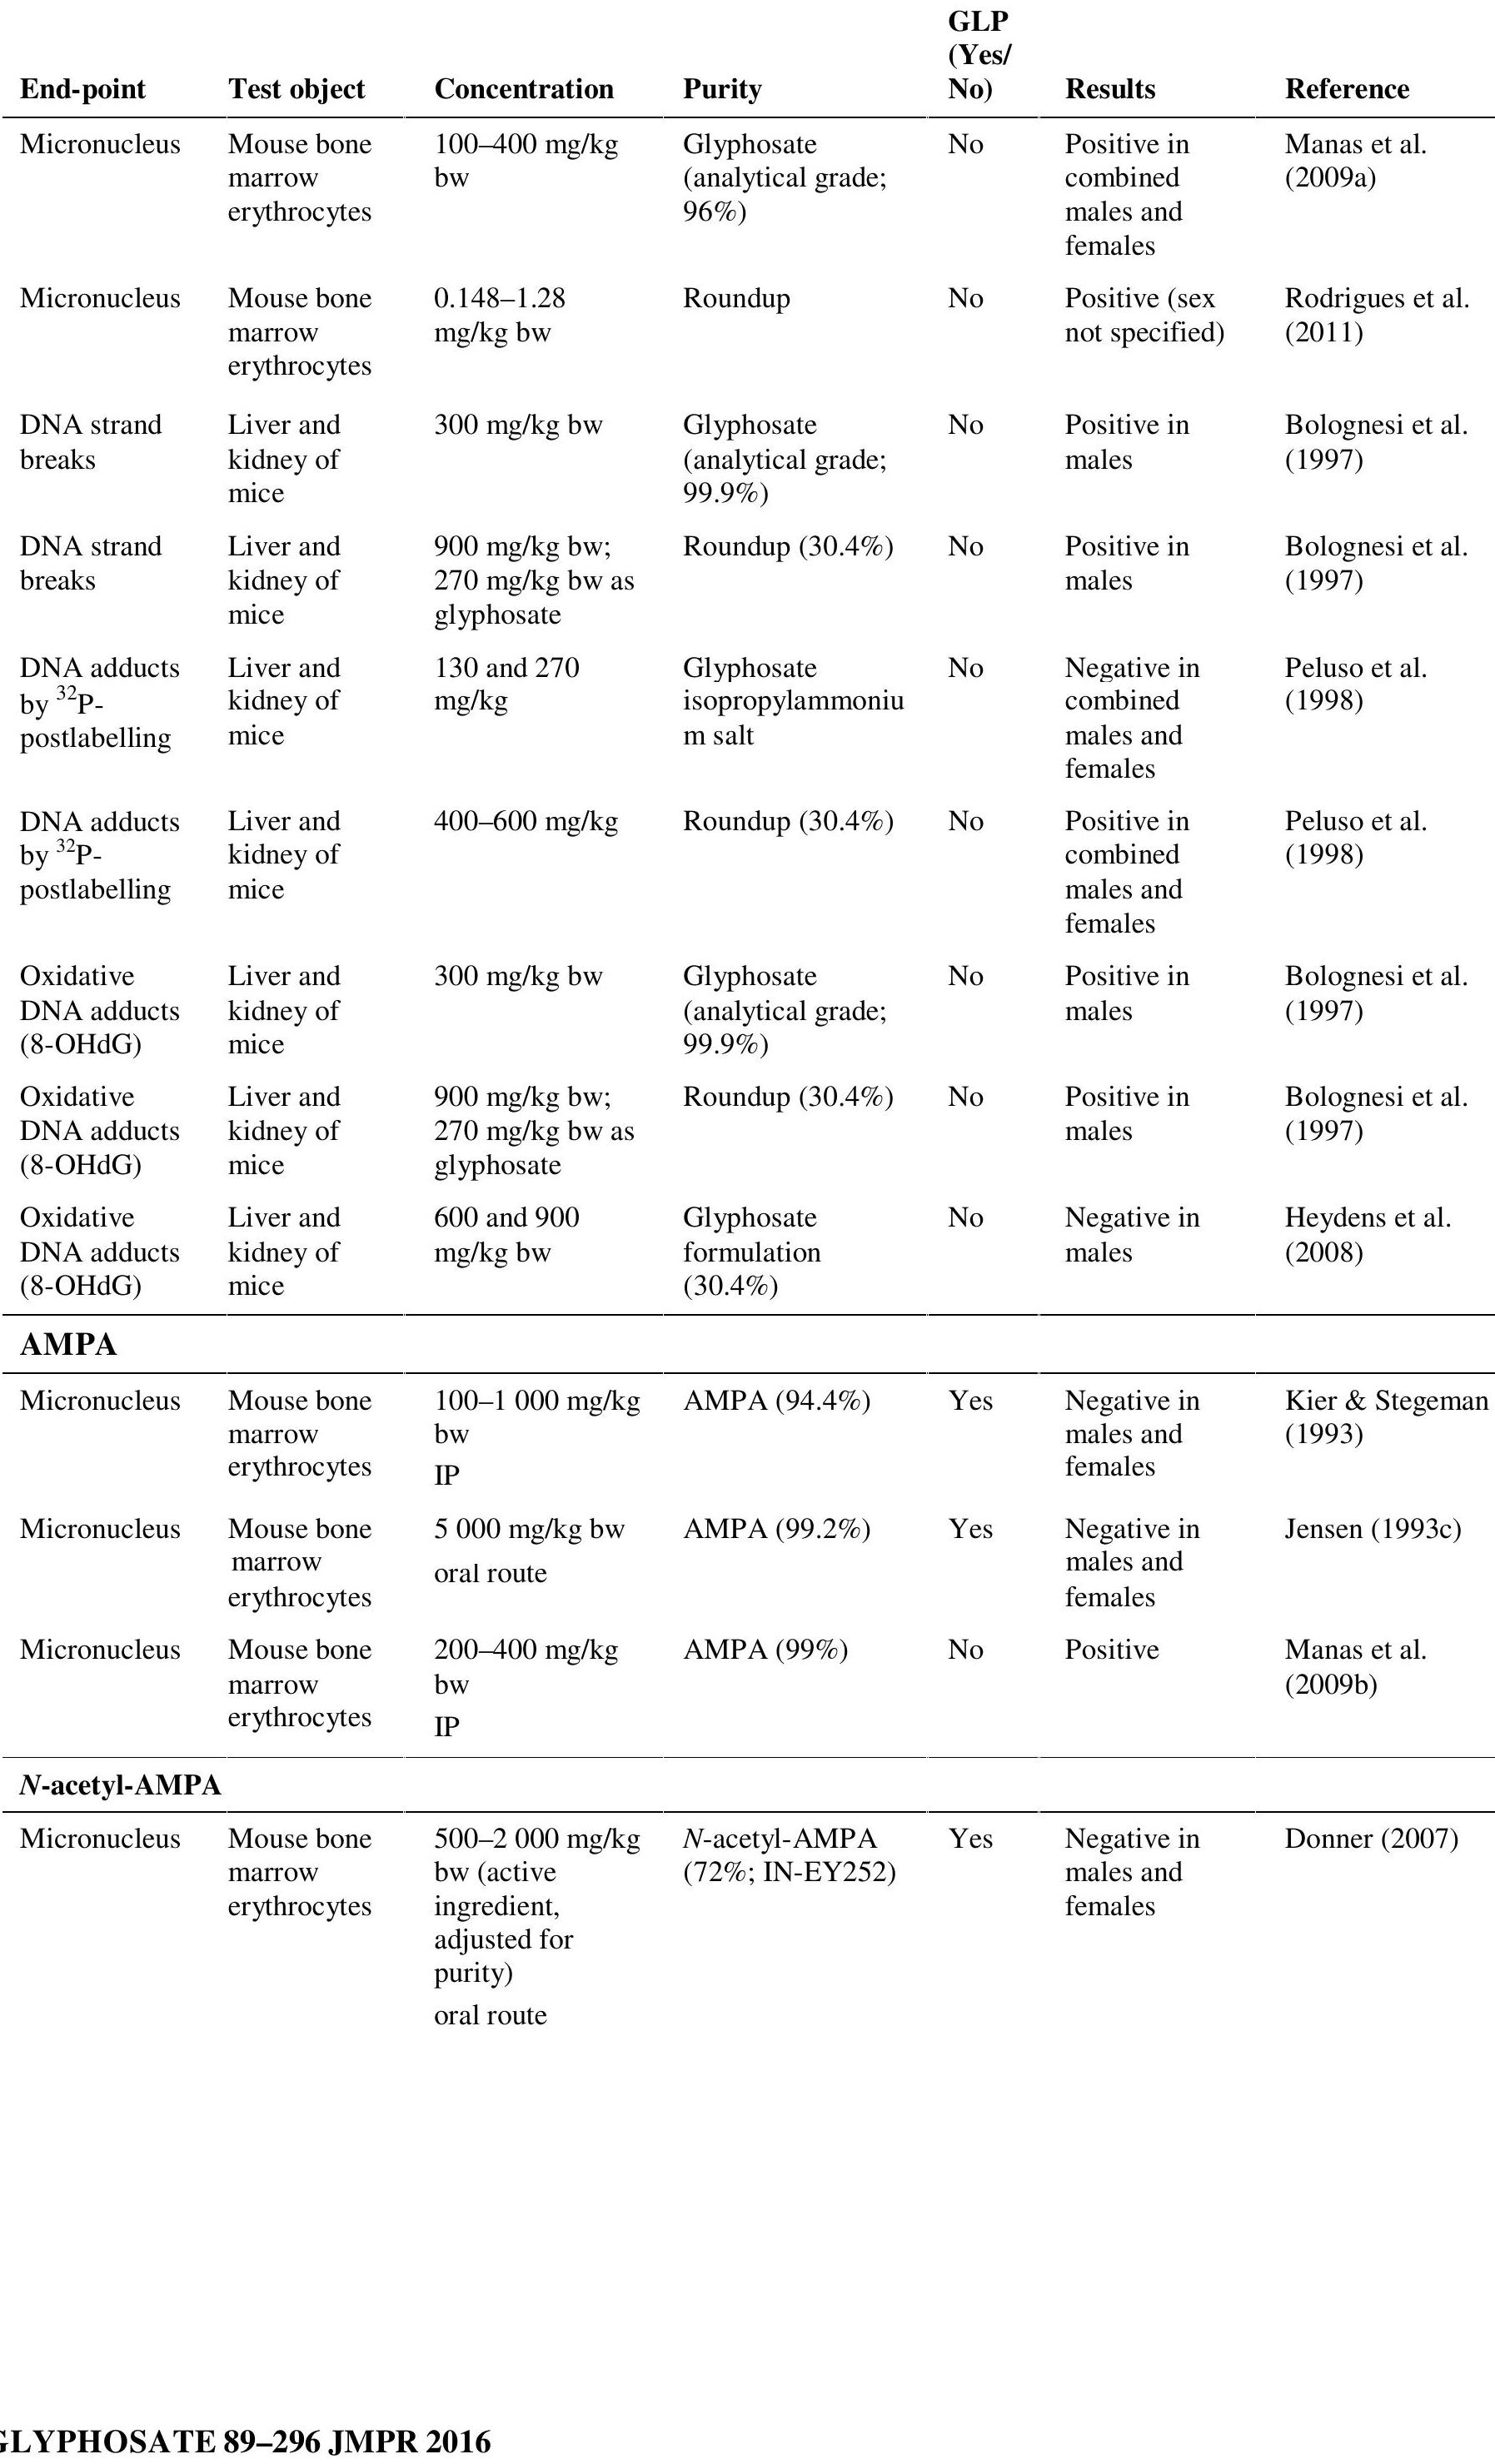 GLP
(Yes/
End-point Test object Concentration Purity No) Results Reference
Micronucleus Mouse bone 100–400 mg/kg Glyphosate No Positive in Manas et al.
marrow bw (analytical grade; combined (2009a)
erythrocytes 96%) males and
females
Micronucleus Mouse bone 0.148–1.28 Roundup No Positive (sex Rodrigues et al.
marrow mg/kg bw not specified) (2011)
erythrocytes
DNA strand Liver and 300 mg/kg bw Glyphosate No Positive in Bolognesi et al.
breaks kidney of (analytical grade; males (1997)
mice 99.9%)
DNA strand Liver and 900 mg/kg bw; Roundup (30.4%) No Positive in Bolognesi et al.
breaks kidney of 270 mg/kg bw as males (1997)
mice glyphosate
DNA adducts Liver and 130 and 270 Glyphosate No Negative in Peluso et al.
by ³²P- kidney of mg/kg isopropylammoniu combined (1998)
postlabelling mice m salt males and
females
DNA adducts Liver and 400–600 mg/kg Roundup (30.4%) No Positive in Peluso et al.
by ³²P- kidney of combined (1998)
postlabelling mice males and
females
Oxidative Liver and 300 mg/kg bw Glyphosate No Positive in Bolognesi et al.
DNA adducts kidney of (analytical grade; males (1997)
(8-OHdG) mice 99.9%)
Oxidative Liver and 900 mg/kg bw; Roundup (30.4%) No Positive in Bolognesi et al.
DNA adducts kidney of 270 mg/kg bw as males (1997)
(8-OHdG) mice glyphosate
Oxidative Liver and 600 and 900 Glyphosate No Negative in Heydens et al.
DNA adducts kidney of mg/kg bw formulation males (2008)
(8-OHdG) mice (30.4%)
AMPA
Micronucleus Mouse bone 100–1 000 mg/kg AMPA (94.4%) Yes Negative in Kier & Stegeman
marrow bw males and (1993)
erythrocytes IP females
Micronucleus Mouse bone 5 000 mg/kg bw AMPA (99.2%) Yes Negative in Jensen (1993c)
marrow oral route males and
erythrocytes females
Micronucleus Mouse bone 200–400 mg/kg AMPA (99%) No Positive Manas et al.
marrow bw (2009b)
erythrocytes IP
N-acetyl-AMPA
Micronucleus Mouse bone 500–2 000 mg/kg N-acetyl-AMPA Yes Negative in Donner (2007)
marrow bw (active (72%; IN-EY252) males and
erythrocytes ingredient, females
adjusted for
purity)
oral route
GLYPHOSATE 89–296 JMPR 2016